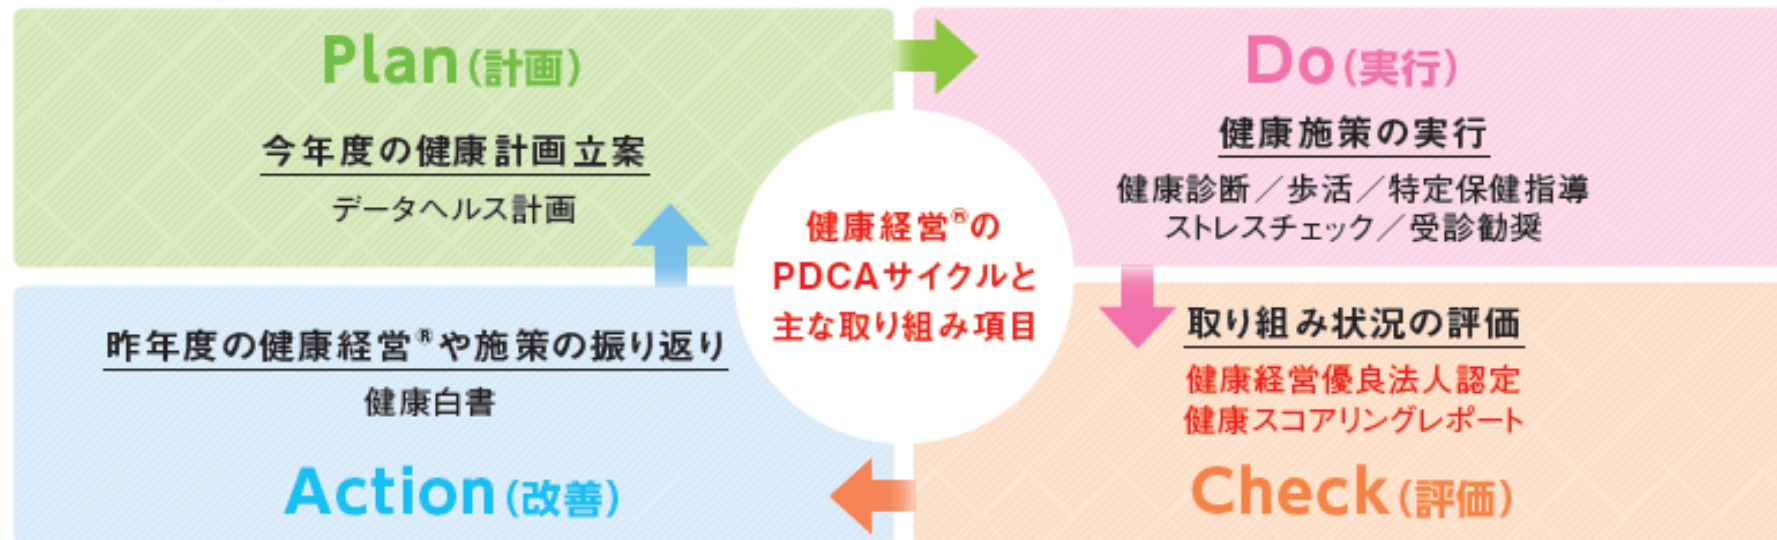 Plan(計画)
今年度の健康計画立案
データヘルス計画
Do(実行)
健康施策の実行
健康診断/歩活/特定保健指導
ストレスチェック/受診勧奨
健康経営®の
PDCAサイクルと
主な取り組み項目
取り組み状況の評価
健康経営優良法人認定
健康スコアリングレポート
Check(評価)
昨年度の健康経営®や施策の振り返り
健康白書
Action(改善)